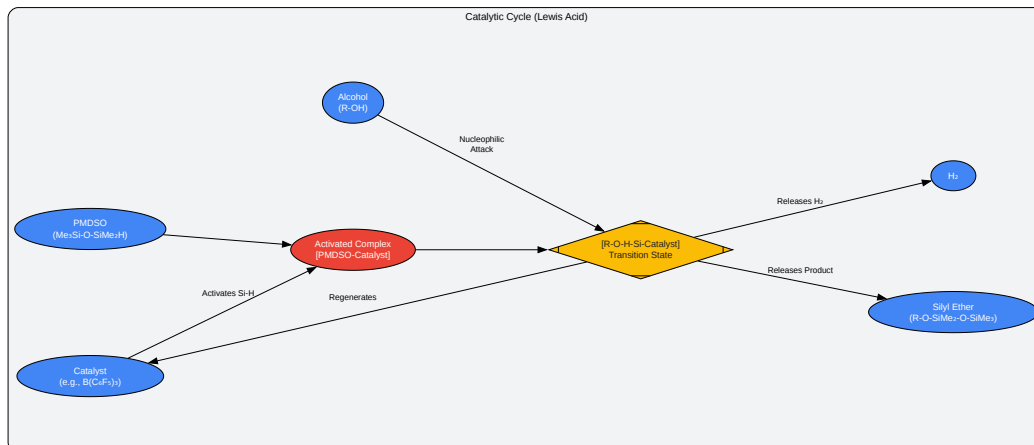 Catalytic Cycle (Lewis Acid)
Alcohol
(R-OH)
Nucleophilic
Attack
H₂
Releases H₂
PMDSO
(Me₃Si-O-SiMe₂H)
Activated Complex
[PMDSO-Catalyst]
[R-O-H-Si-Catalyst]
Transition State
Releases Product
Activates Si-H
Regenerates
Silyl Ether
(R-O-SiMe₂-O-SiMe₃)
Catalyst
(e.g., B(C₆F₅)₃)